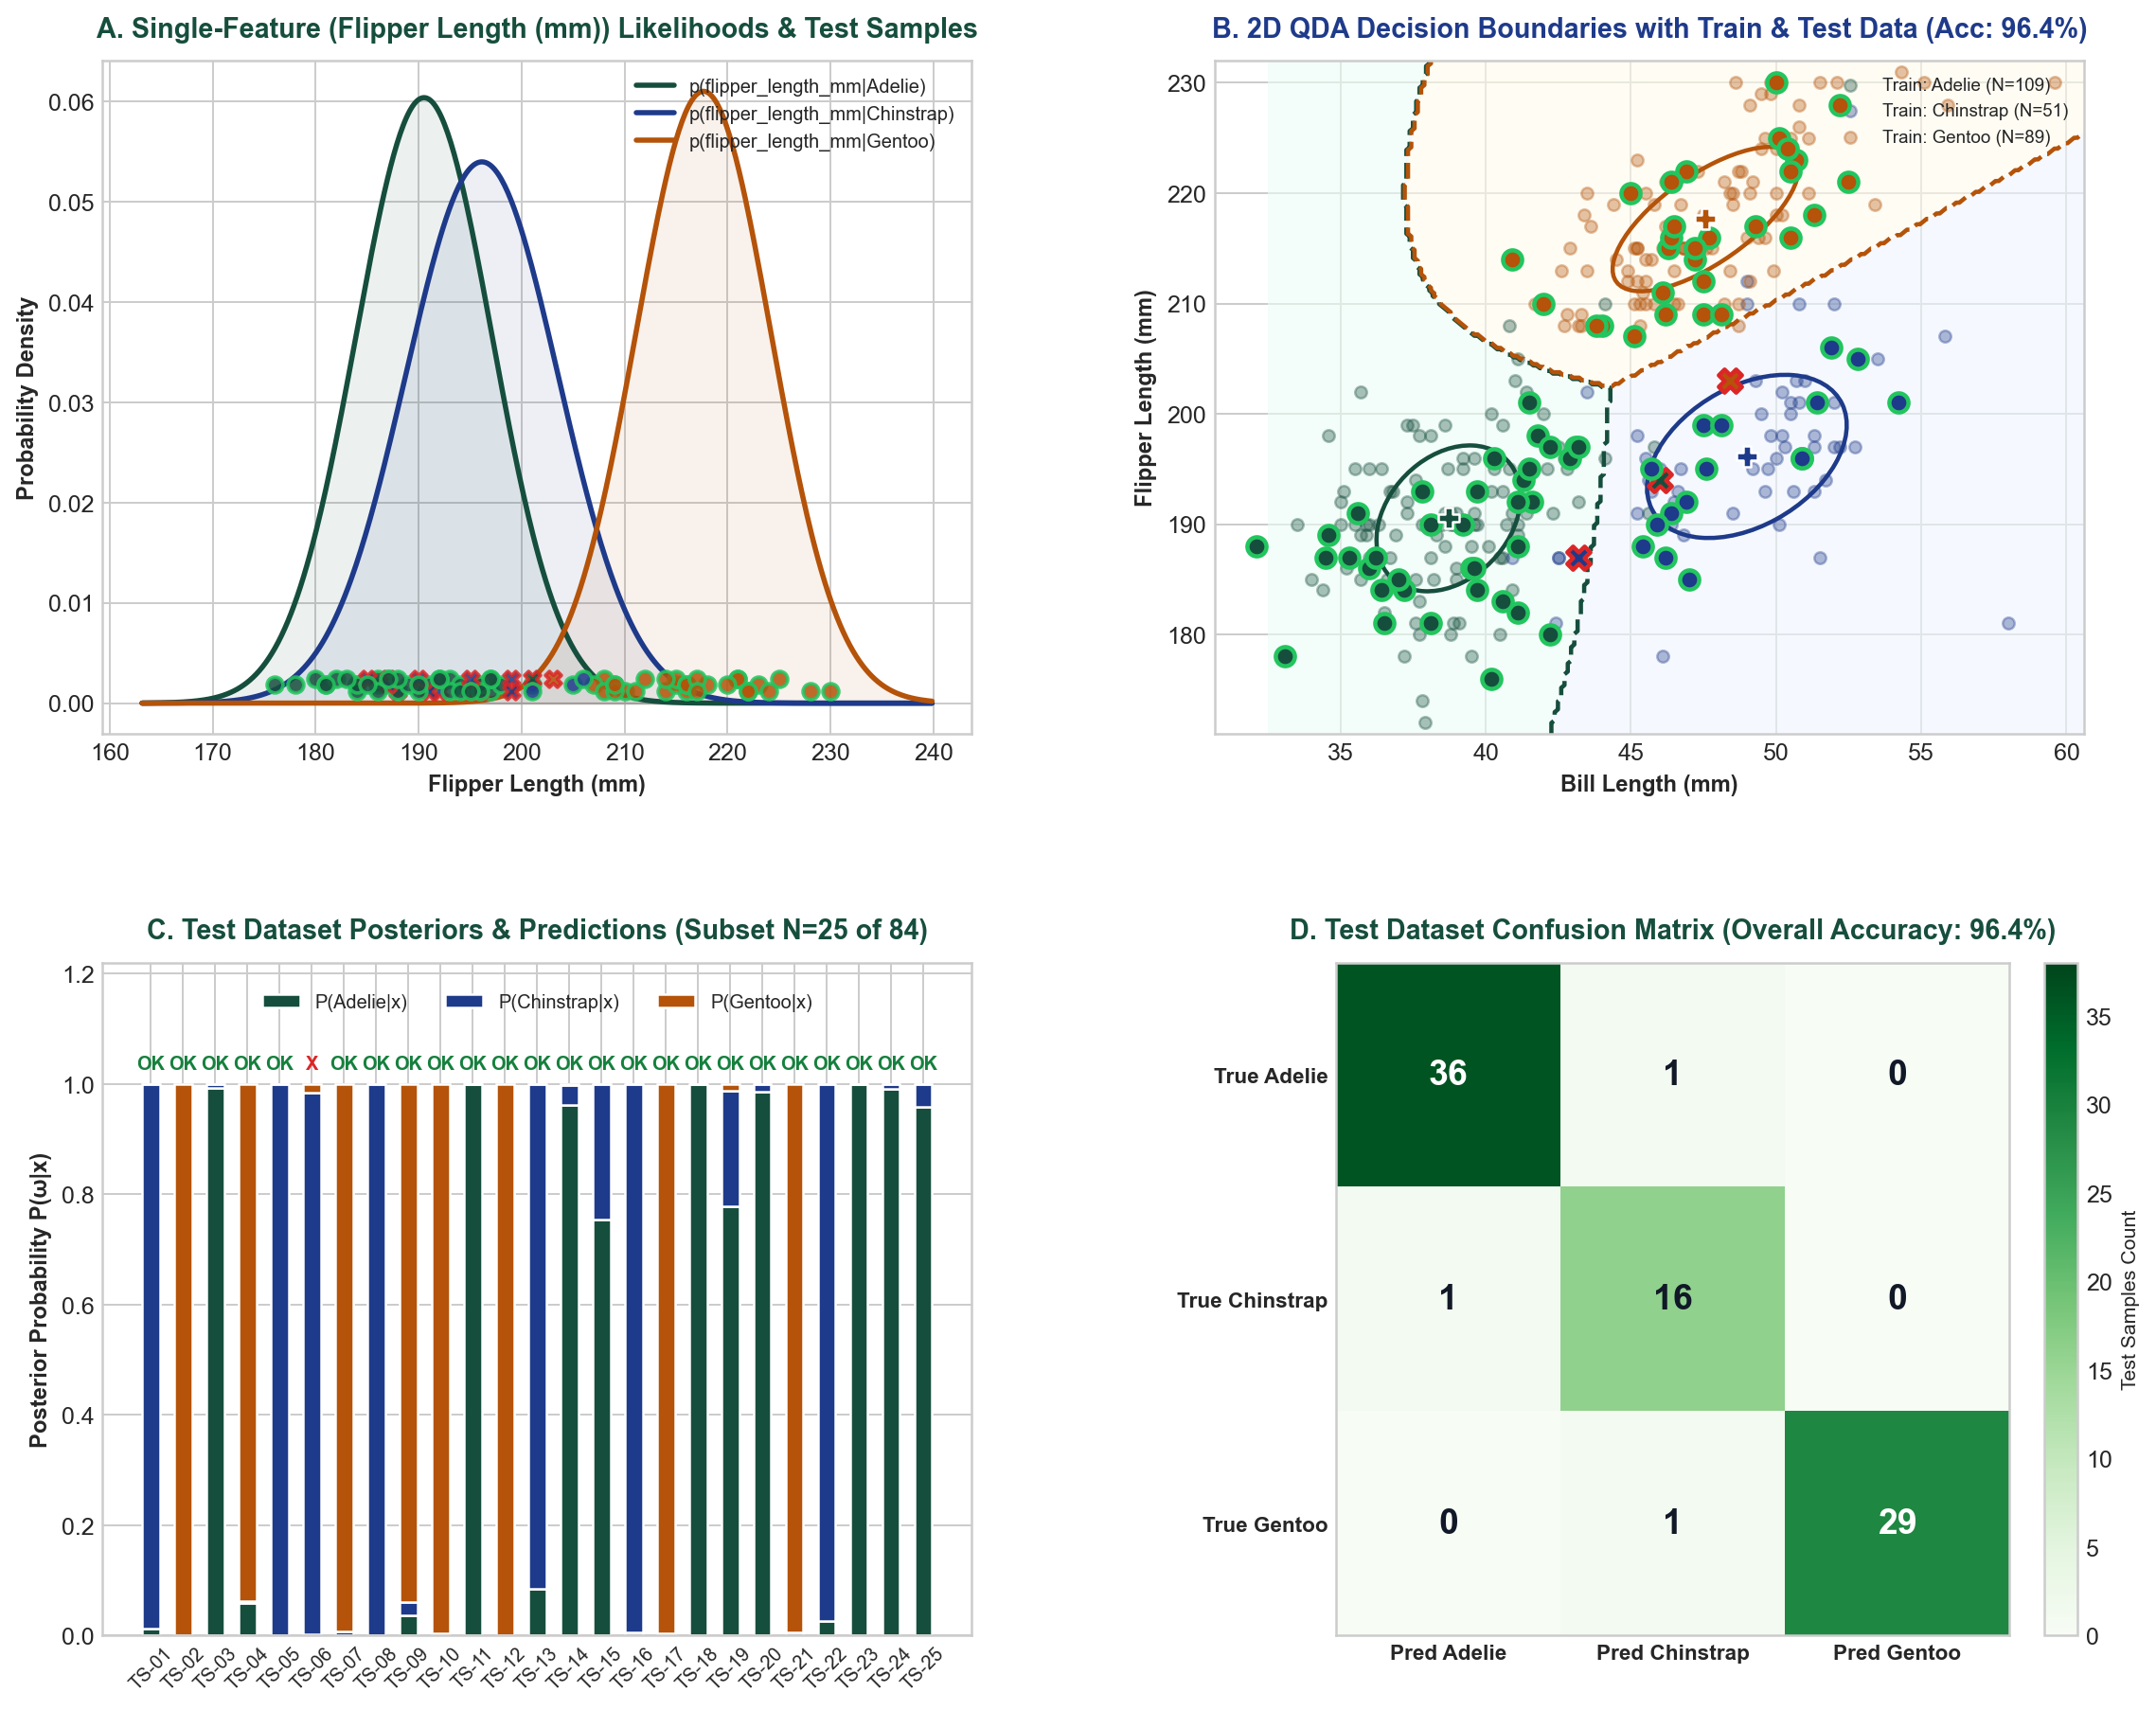 A. Single-Feature (Flipper Length (mm)) Likelihoods & Test Samples
p(flipper_length_mm|Adelie)
p(flipper_length_mm|Chinstrap)
p(flipper_length_mm|Gentoo)
0.06
0.05
0.04
0.03
0.02
0.01
0.00
Probability Density
160 170 180 190 200 210 220 230 240
Flipper Length (mm)
B. 2D QDA Decision Boundaries with Train & Test Data (Acc: 96.4%)
Train: Adelie (N=109)
Train: Chinstrap (N=51)
Train: Gentoo (N=89)
230
220
210
200
190
180
Flipper Length (mm)
35 40 45 50 55 60
Bill Length (mm)
C. Test Dataset Posteriors & Predictions (Subset N=25 of 84)
P(Adelie|x) P(Chinstrap|x) P(Gentoo|x)
OK OK OK OK OK X OK OK OK OK OK OK OK OK OK OK OK OK OK OK OK OK OK OK OK
1.2
1.0
0.8
0.6
0.4
0.2
0.0
Posterior Probability P(ω|x)
TS-01 TS-02 TS-03 TS-04 TS-05 TS-06 TS-07 TS-08 TS-09 TS-10 TS-11 TS-12 TS-13 TS-14 TS-15 TS-16 TS-17 TS-18 TS-19 TS-20 TS-21 TS-22 TS-23 TS-24 TS-25
D. Test Dataset Confusion Matrix (Overall Accuracy: 96.4%)
True Adelie 36 1 0
True Chinstrap 1 16 0
True Gentoo 0 1 29
Pred Adelie Pred Chinstrap Pred Gentoo
35
30
25
20
15
10
5
0
Test Samples Count